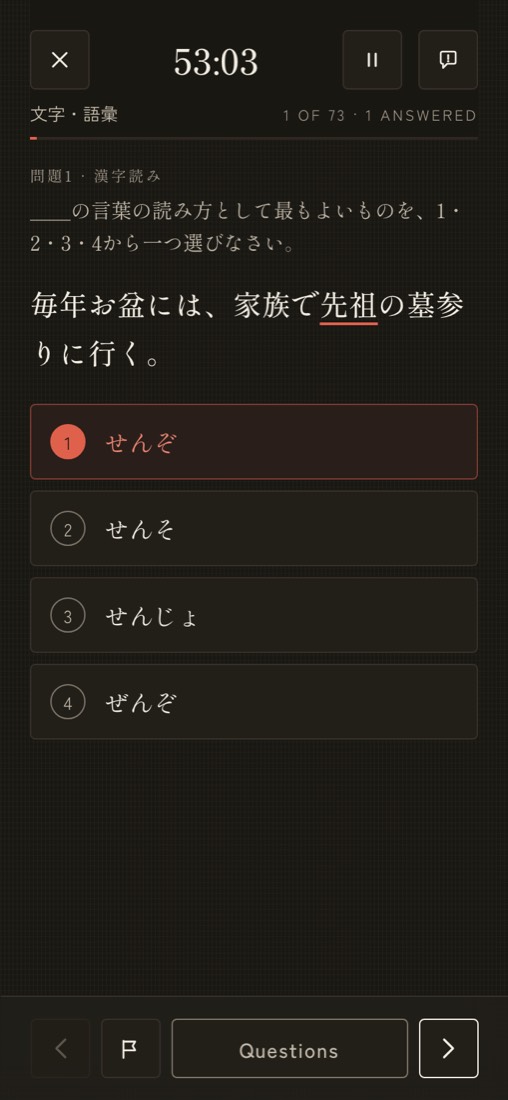 53:03
文字・語彙
1 OF 73 · 1 ANSWERED
問題1 · 漢字読み
____の言葉の読み方として最もよいものを、1・
2・3・4から一つ選びなさい。
毎年お盆には、家族で先祖の墓参
りに行く。
1 せんぞ
2 せんそ
3 せんじょ
4 ぜんぞ
Questions